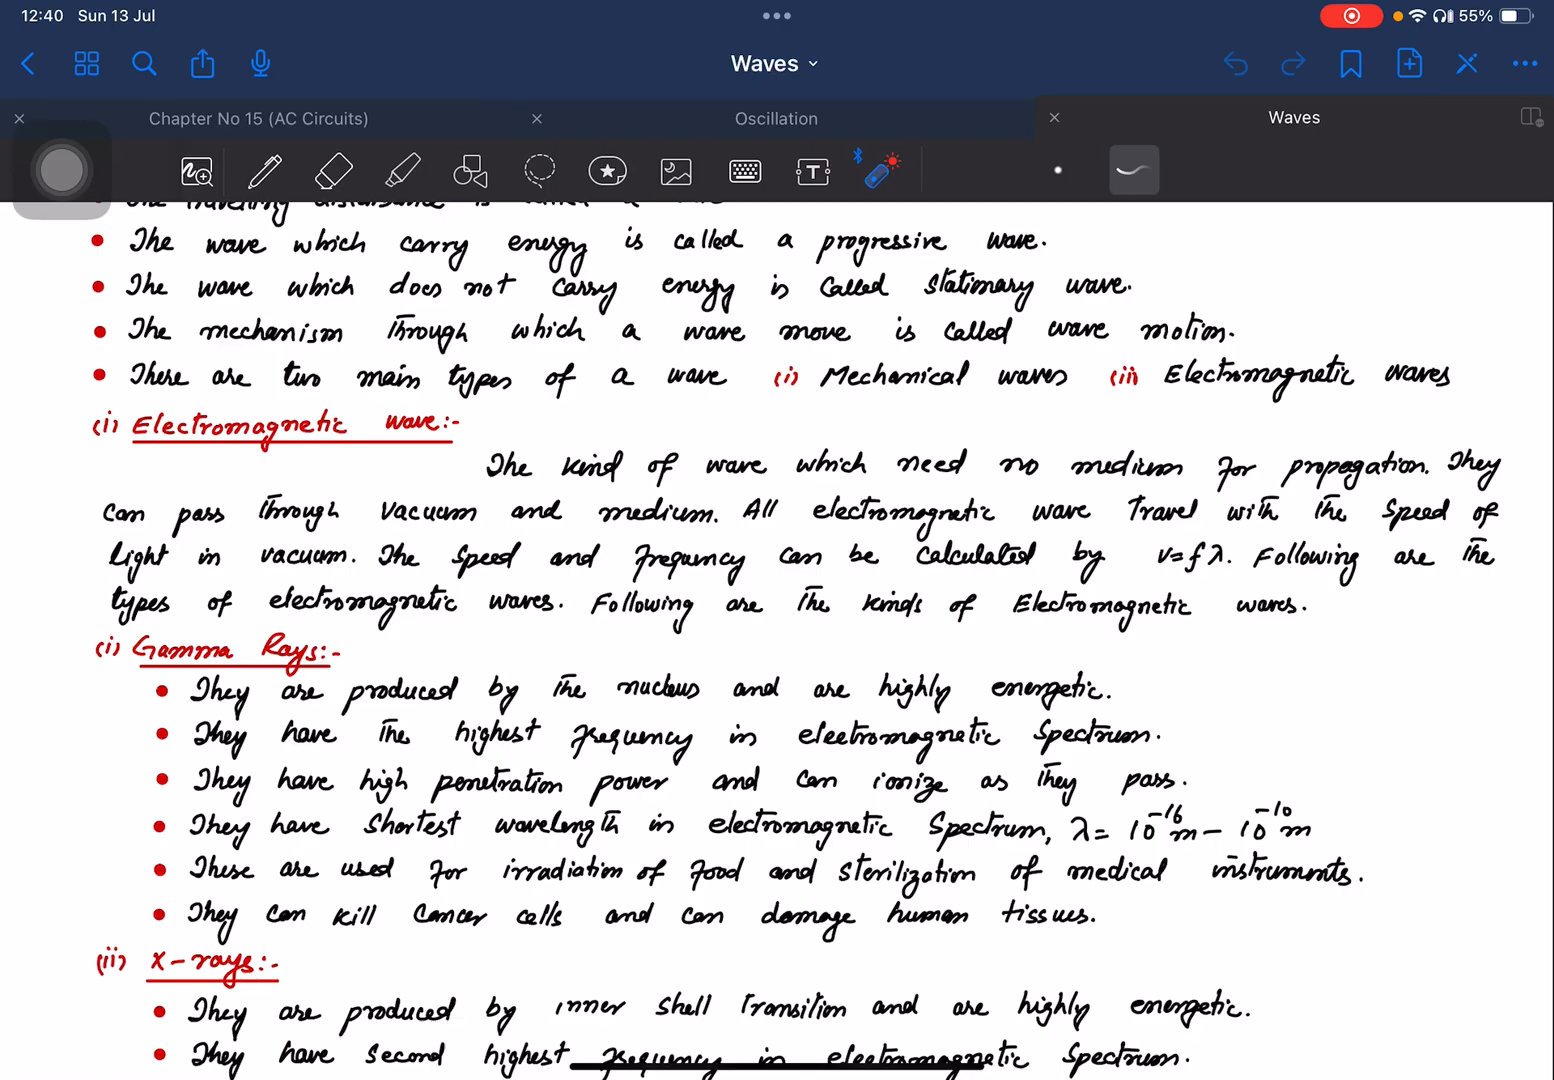 12:40 Sun 13 Jul
55%
Waves
Chapter No 15 (AC Circuits)
Oscillation
Waves
T
is called a
• The wave which carry energy is called a progressive wave.
• The wave which does not carry energy is called stationary wave.
• The mechanism through which a wave move is called wave motion.
• There are two main types of a wave (i) Mechanical waves (ii) Electromagnetic waves
(i) Electromagnetic wave:-
The kind of wave which need no medium for propagation. They
can pass through vacuum and medium. All electromagnetic wave travel with the speed of
light in vacuum. The speed and frequency can be calculated by v=fλ. Following are the
types of electromagnetic waves. Following are the kinds of Electromagnetic waves.
(i) Gamma Rays:-
• They are produced by the nucleus and are highly energetic.
• They have the highest frequency in electromagnetic spectrum.
• They have high penetration power and can ionize as they pass.
• They have shortest wavelength in electromagnetic spectrum, λ= 10⁻¹⁶m – 10⁻¹⁰m
• These are used for irradiation of food and sterilization of medical instruments.
• They can kill cancer cells and can damage human tissues.
(ii) X-rays:-
• They are produced by inner shell transition and are highly energetic.
• They have second highest frequency in electromagnetic spectrum.